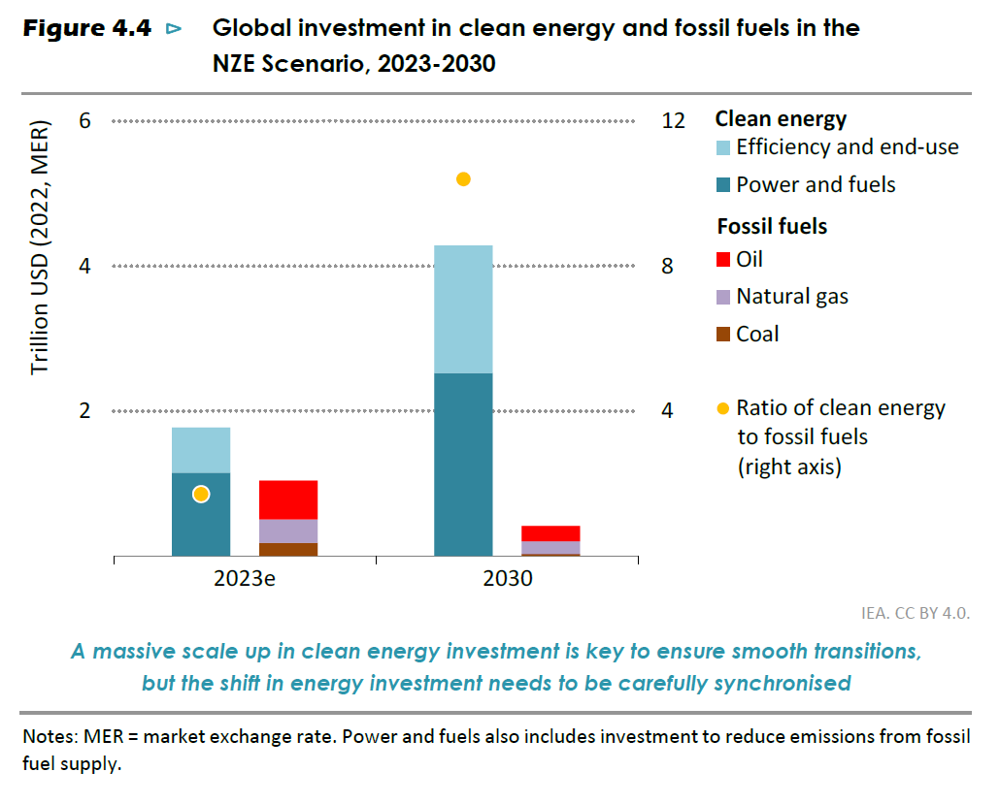 Figure 4.4 ▷ Global investment in clean energy and fossil fuels in the
NZE Scenario, 2023-2030
Trillion USD (2022, MER)
6
4
2
12
8
4
2023e
2030
Clean energy
Efficiency and end-use
Power and fuels
Fossil fuels
Oil
Natural gas
Coal
Ratio of clean energy
to fossil fuels
(right axis)
IEA. CC BY 4.0.
A massive scale up in clean energy investment is key to ensure smooth transitions,
but the shift in energy investment needs to be carefully synchronised
Notes: MER = market exchange rate. Power and fuels also includes investment to reduce emissions from fossil
fuel supply.